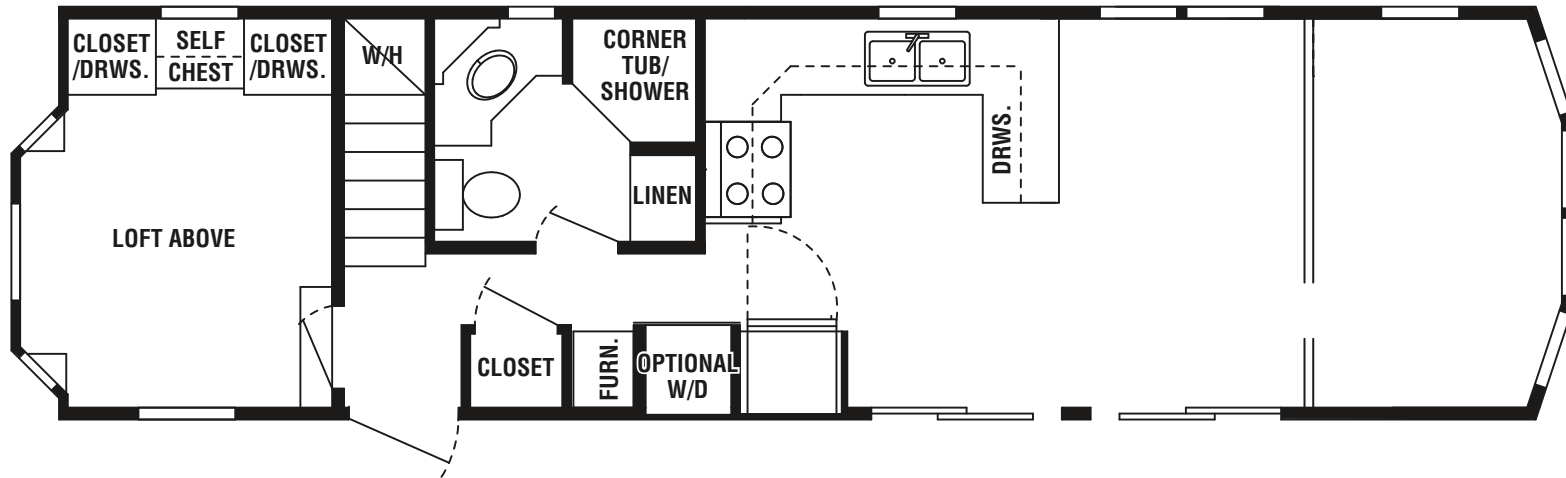 CLOSET
/DRWS.
SELF
CHEST
CLOSET
/DRWS.
W/H
CORNER
TUB/
SHOWER
DRWS.
LINEN
LOFT ABOVE
CLOSET
FURN.
OPTIONAL
W/D